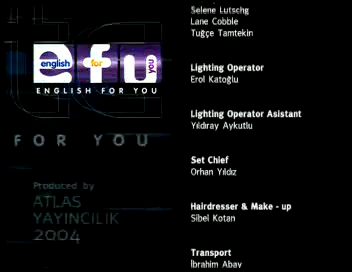 english
for
you
efu
ENGLISH FOR YOU
FOR YOU
Produced by
ATLAS
YAYINCILIK
2004
Selene Lutschg
Lane Cobble
Tuğçe Tamtekin
Lighting Operator
Erol Katoğlu
Lighting Operator Asistant
Yıldıray Aykutlu
Set Chief
Orhan Yıldız
Hairdresser & Make - up
Sibel Kotan
Transport
İbrahim Abay